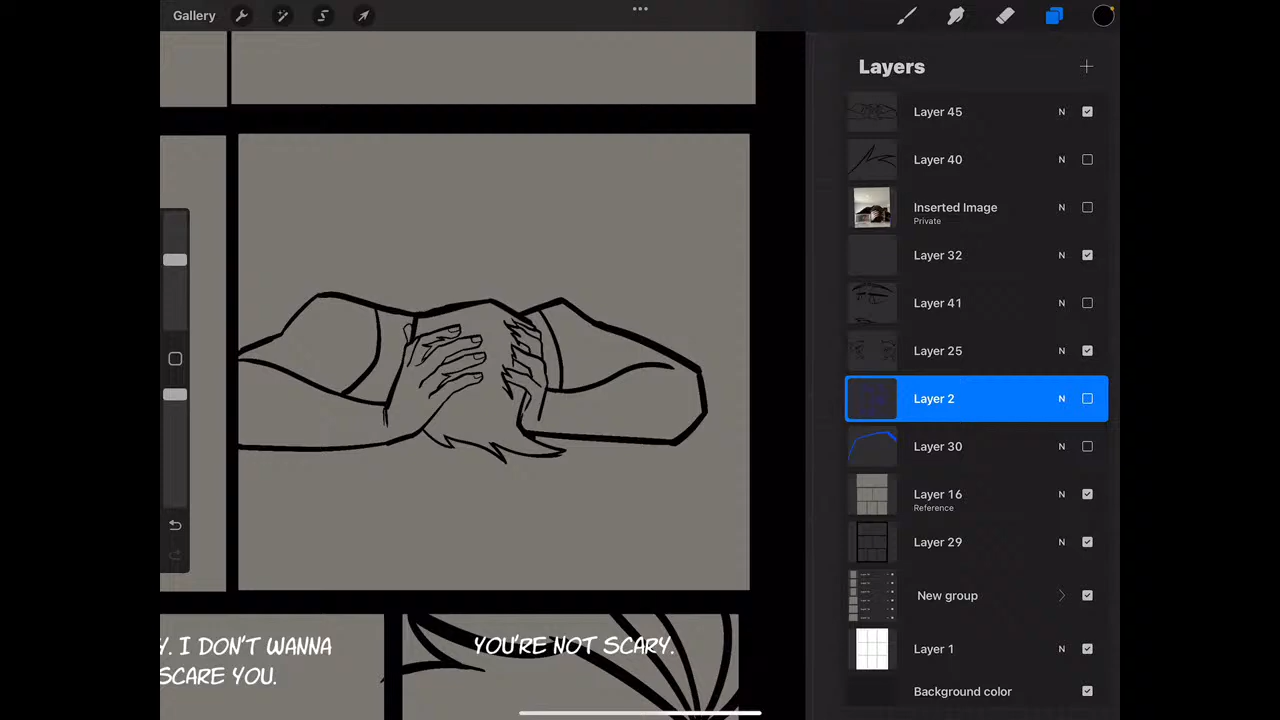 Gallery
Layers
Layer 45 N
Layer 40 N
Inserted Image N
Private
Layer 32 N
Layer 41 N
Layer 25 N
Layer 2 N
Layer 30 N
Layer 16 N
Reference
Layer 29 N
New group
Layer 1 N
Background color
Y. I DON'T WANNA
SCARE YOU.
YOU'RE NOT SCARY.